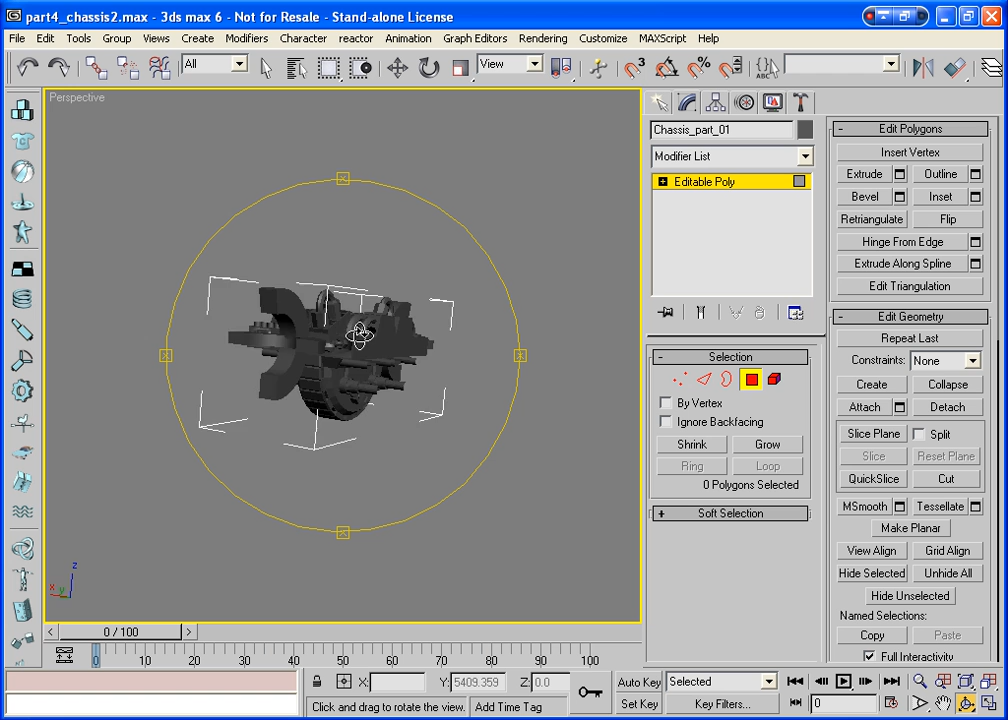 part4_chassis2.max - 3ds max 6 - Not for Resale - Stand-alone License
File Edit Tools Group Views Create Modifiers Character reactor Animation Graph Editors Rendering Customize MAXScript Help
All View
Perspective
Chassis_part_01
Modifier List
Editable Poly
Selection
By Vertex
Ignore Backfacing
Shrink Grow
Ring Loop
0 Polygons Selected
Soft Selection
Edit Polygons
Insert Vertex
Extrude Outline
Bevel Inset
Retriangulate Flip
Hinge From Edge
Extrude Along Spline
Edit Triangulation
Edit Geometry
Repeat Last
Constraints: None
Create Collapse
Attach Detach
Slice Plane Split
Slice Reset Plane
QuickSlice Cut
MSmooth Tessellate
Make Planar
View Align Grid Align
Hide Selected Unhide All
Hide Unselected
Named Selections:
Copy Paste
Full Interactivity
z
x y
0 / 100
0 10 20 30 40 50 60 70 80 90 100
X: Y: 5409.359 Z: 0.0
Auto Key Selected
Click and drag to rotate the view. Add Time Tag
Set Key Key Filters... 0